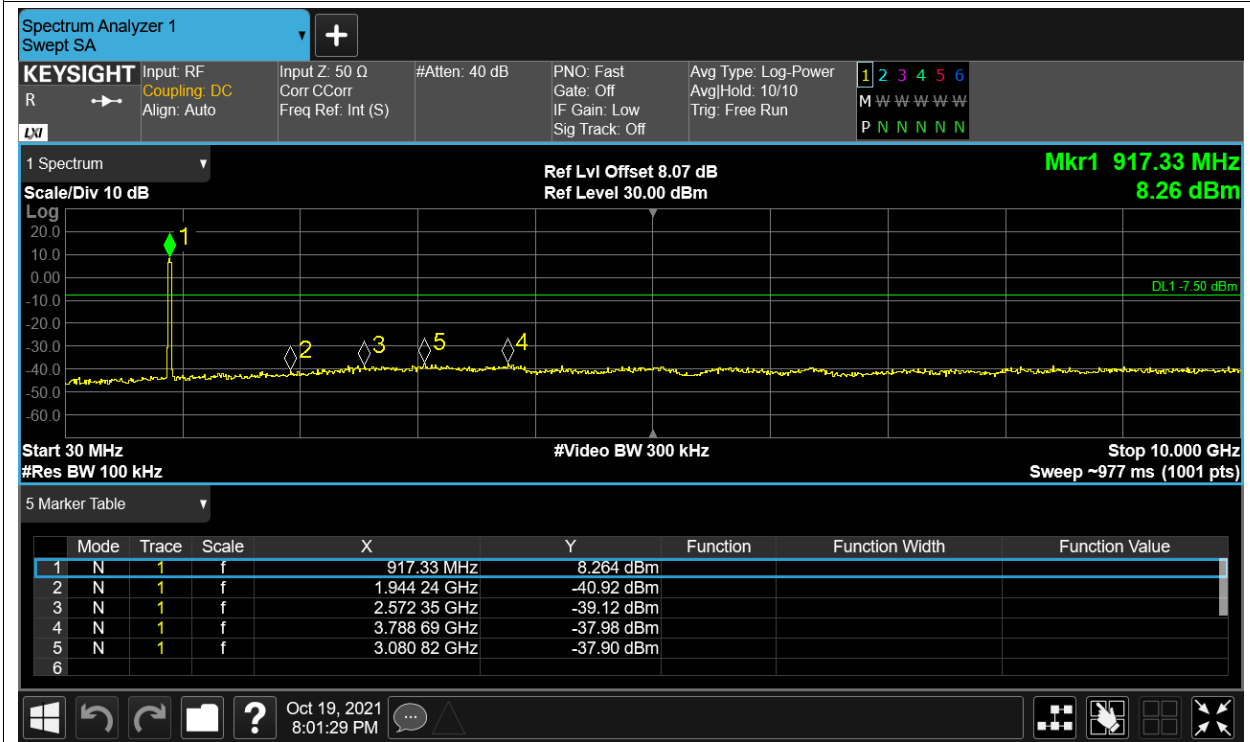 Spectrum Analyzer 1
Swept SA
KEYSIGHT
R
LXI
Input: RF
Coupling: DC
Align: Auto
Input Z: 50 Ω
Corr CCorr
Freq Ref: Int (S)
#Atten: 40 dB
PNO: Fast
Gate: Off
IF Gain: Low
Sig Track: Off
Avg Type: Log-Power
Avg|Hold: 10/10
Trig: Free Run
1 2 3 4 5 6
M W W W W W
P N N N N N
1 Spectrum
Scale/Div 10 dB
Ref Lvl Offset 8.07 dB
Ref Level 30.00 dBm
Mkr1 917.33 MHz
8.26 dBm
Log
20.0
10.0
0.00
-10.0
-20.0
-30.0
-40.0
-50.0
-60.0
1
2
3
5
4
DL1 -7.50 dBm
Start 30 MHz
#Video BW 300 kHz
Stop 10.000 GHz
#Res BW 100 kHz
Sweep ~977 ms (1001 pts)
5 Marker Table
Mode Trace Scale X Y Function Function Width Function Value
1 N 1 f 917.33 MHz 8.264 dBm
2 N 1 f 1.944 24 GHz -40.92 dBm
3 N 1 f 2.572 35 GHz -39.12 dBm
4 N 1 f 3.788 69 GHz -37.98 dBm
5 N 1 f 3.080 82 GHz -37.90 dBm
6
?
Oct 19, 2021
8:01:29 PM